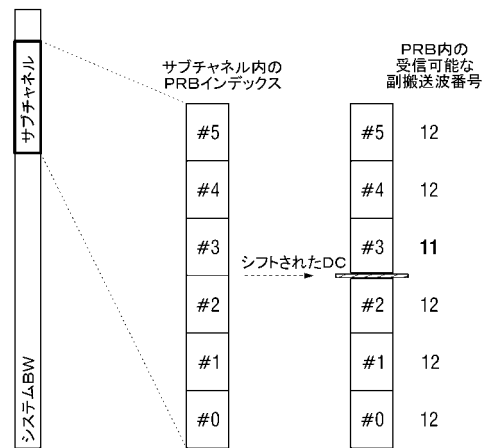 サブチャネル
システムBW
サブチャネル内の
PRBインデックス
#5
#4
#3
#2
#1
#0
シフトされたDC
PRB内の
受信可能な
副搬送波番号
#5 12
#4 12
#3 11
#2 12
#1 12
#0 12